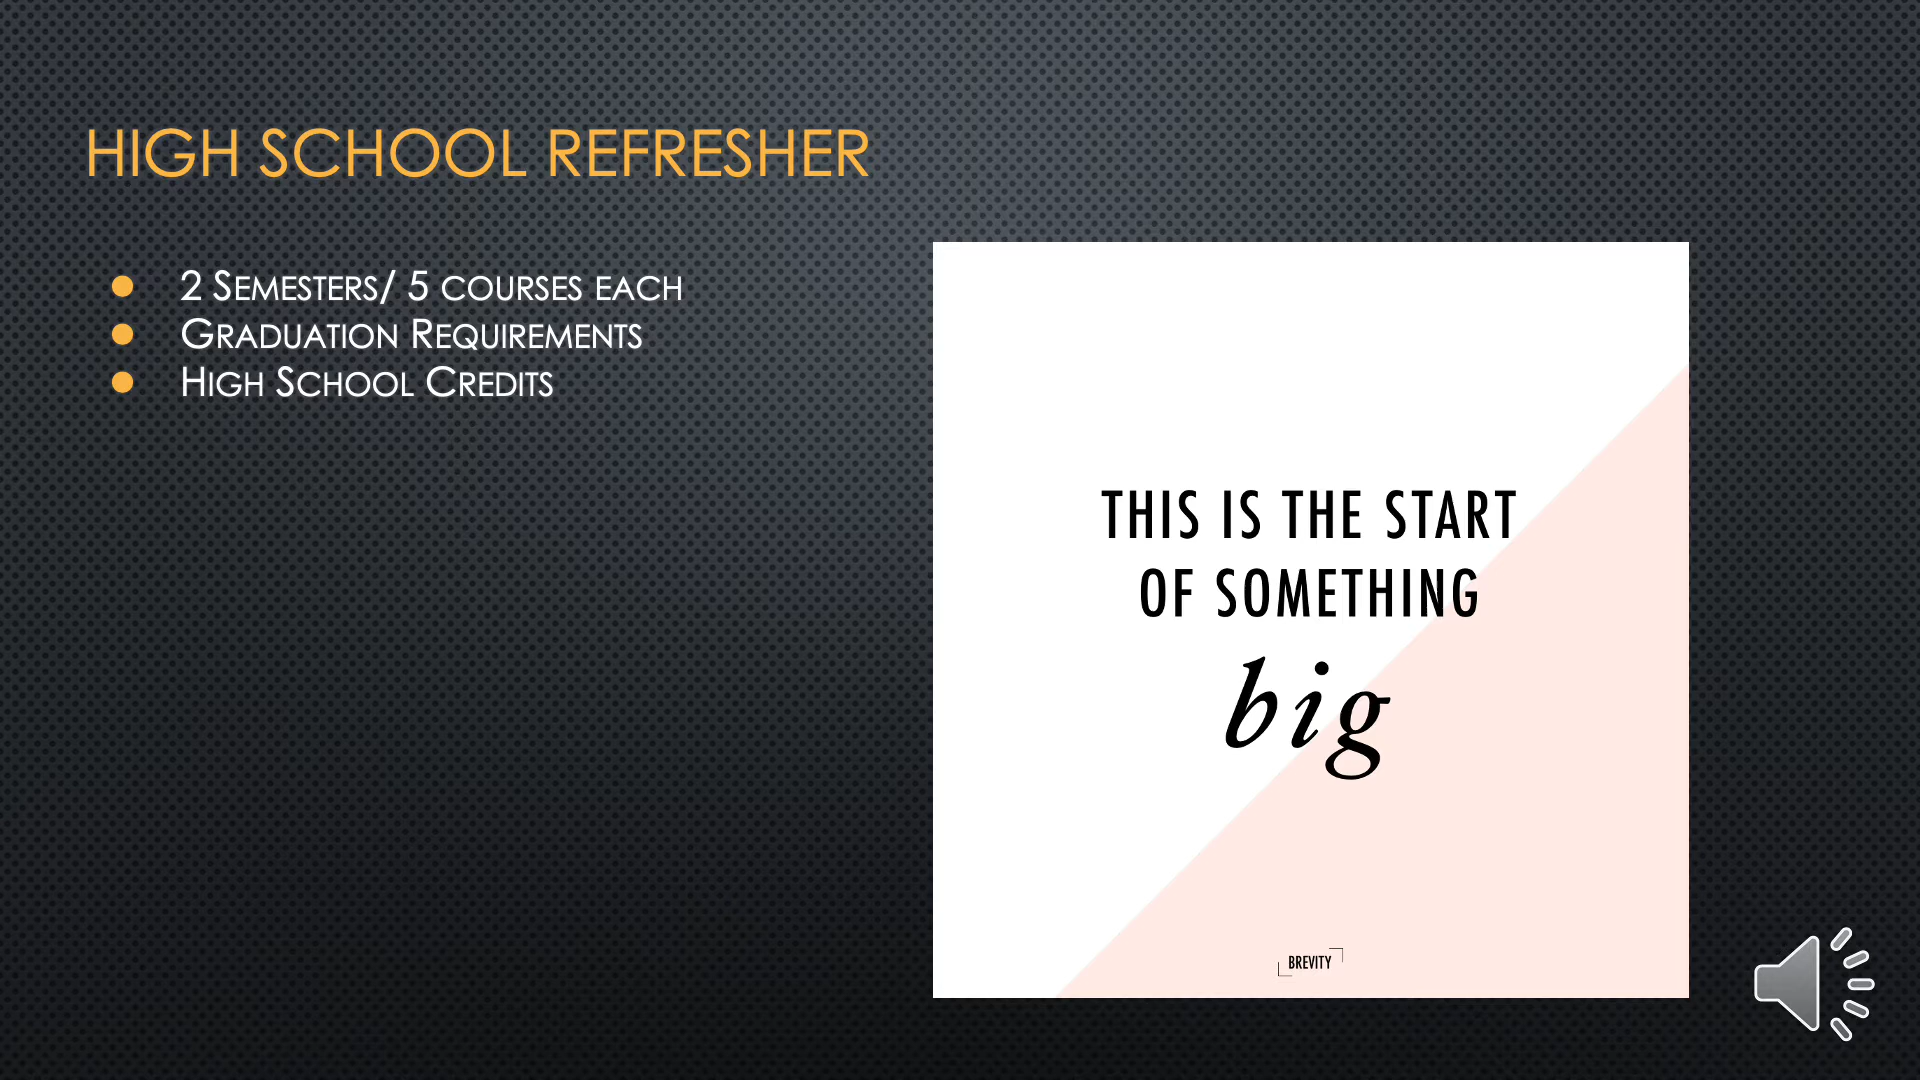 HIGH SCHOOL REFRESHER
2 SEMESTERS/ 5 COURSES EACH
GRADUATION REQUIREMENTS
HIGH SCHOOL CREDITS
THIS IS THE START
OF SOMETHING
big
BREVITY